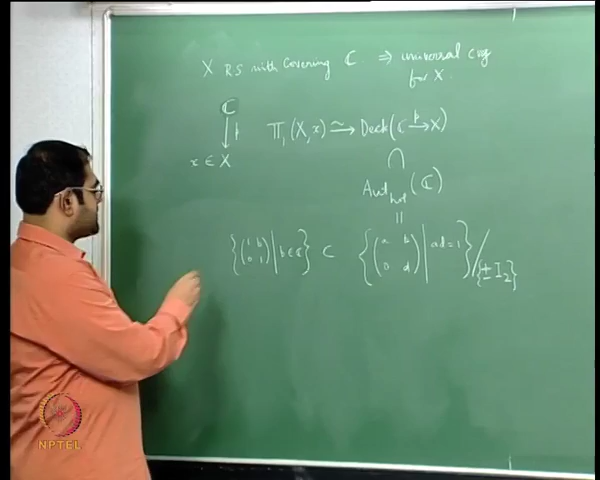 X RS with Covering ℂ ⇒ universal cvg
for X.
ℂ
↓ p
x ∈ X
Π₁(X, x) ⥲ Deck(ℂ →p X)
∩
Aut_hol(ℂ)
||
{(1 b; 0 1) | b ∈ ℂ} ⊂ {(a b; 0 d) | ad = 1} / {± I₂}
NPTEL